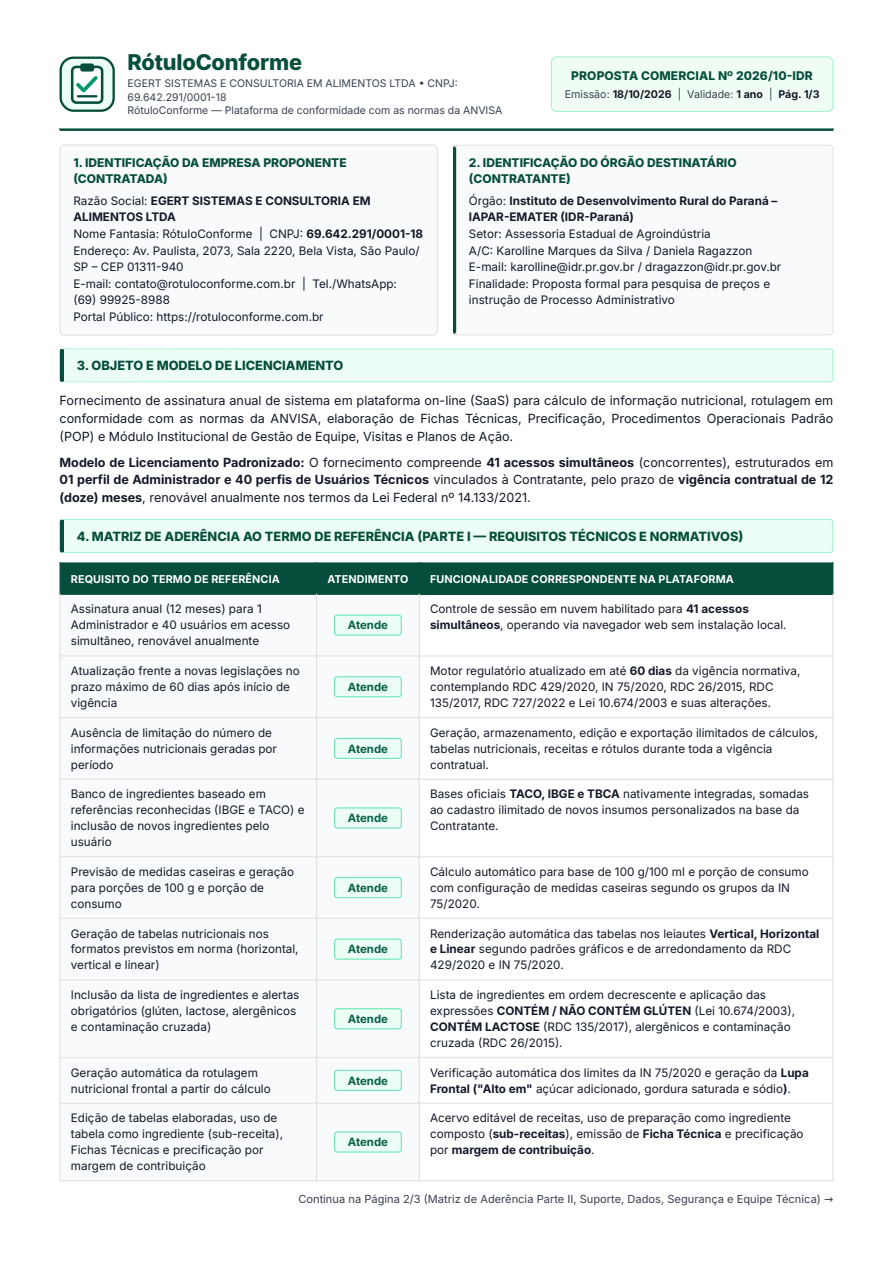 RótuloConforme
EGERT SISTEMAS E CONSULTORIA EM ALIMENTOS LTDA • CNPJ:
69.642.291/0001-18
RótuloConforme — Plataforma de conformidade com as normas da ANVISA
PROPOSTA COMERCIAL Nº 2026/10-IDR
Emissão: 18/10/2026 | Validade: 1 ano | Pág. 1/3
1. IDENTIFICAÇÃO DA EMPRESA PROPONENTE
(CONTRATADA)
Razão Social: EGERT SISTEMAS E CONSULTORIA EM
ALIMENTOS LTDA
Nome Fantasia: RótuloConforme | CNPJ: 69.642.291/0001-18
Endereço: Av. Paulista, 2073, Sala 2220, Bela Vista, São Paulo/
SP – CEP 01311-940
E-mail: contato@rotuloconforme.com.br | Tel./WhatsApp:
(69) 99925-8988
Portal Público: https://rotuloconforme.com.br
2. IDENTIFICAÇÃO DO ÓRGÃO DESTINATÁRIO
(CONTRATANTE)
Órgão: Instituto de Desenvolvimento Rural do Paraná –
IAPAR-EMATER (IDR-Paraná)
Setor: Assessoria Estadual de Agroindústria
A/C: Karolline Marques da Silva / Daniela Ragazzon
E-mail: karolline@idr.pr.gov.br / dragazzon@idr.pr.gov.br
Finalidade: Proposta formal para pesquisa de preços e
instrução de Processo Administrativo
3. OBJETO E MODELO DE LICENCIAMENTO
Fornecimento de assinatura anual de sistema em plataforma on-line (SaaS) para cálculo de informação nutricional, rotulagem em
conformidade com as normas da ANVISA, elaboração de Fichas Técnicas, Precificação, Procedimentos Operacionais Padrão
(POP) e Módulo Institucional de Gestão de Equipe, Visitas e Planos de Ação.
Modelo de Licenciamento Padronizado: O fornecimento compreende 41 acessos simultâneos (concorrentes), estruturados em
01 perfil de Administrador e 40 perfis de Usuários Técnicos vinculados à Contratante, pelo prazo de vigência contratual de 12
(doze) meses, renovável anualmente nos termos da Lei Federal nº 14.133/2021.
4. MATRIZ DE ADERÊNCIA AO TERMO DE REFERÊNCIA (PARTE I — REQUISITOS TÉCNICOS E NORMATIVOS)
REQUISITO DO TERMO DE REFERÊNCIA ATENDIMENTO FUNCIONALIDADE CORRESPONDENTE NA PLATAFORMA
Assinatura anual (12 meses) para 1
Administrador e 40 usuários em acesso
simultâneo, renovável anualmente
Atende
Controle de sessão em nuvem habilitado para 41 acessos
simultâneos, operando via navegador web sem instalação local.
Atualização frente a novas legislações no
prazo máximo de 60 dias após início de
vigência
Atende
Motor regulatório atualizado em até 60 dias da vigência normativa,
contemplando RDC 429/2020, IN 75/2020, RDC 26/2015, RDC
135/2017, RDC 727/2022 e Lei 10.674/2003 e suas alterações.
Ausência de limitação do número de
informações nutricionais geradas por
período
Atende
Geração, armazenamento, edição e exportação ilimitados de cálculos,
tabelas nutricionais, receitas e rótulos durante toda a vigência
contratual.
Banco de ingredientes baseado em
referências reconhecidas (IBGE e TACO) e
inclusão de novos ingredientes pelo
usuário
Atende
Bases oficiais TACO, IBGE e TBCA nativamente integradas, somadas
ao cadastro ilimitado de novos insumos personalizados na base da
Contratante.
Previsão de medidas caseiras e geração
para porções de 100 g e porção de
consumo
Atende
Cálculo automático para base de 100 g/100 ml e porção de consumo
com configuração de medidas caseiras segundo os grupos da IN
75/2020.
Geração de tabelas nutricionais nos
formatos previstos em norma (horizontal,
vertical e linear)
Atende
Renderização automática das tabelas nos leiautes Vertical, Horizontal
e Linear segundo padrões gráficos e de arredondamento da RDC
429/2020 e IN 75/2020.
Inclusão da lista de ingredientes e alertas
obrigatórios (glúten, lactose, alergênicos
e contaminação cruzada)
Atende
Lista de ingredientes em ordem decrescente e aplicação das
expressões CONTÉM / NÃO CONTÉM GLÚTEN (Lei 10.674/2003),
CONTÉM LACTOSE (RDC 135/2017), alergênicos e contaminação
cruzada (RDC 26/2015).
Geração automática da rotulagem
nutricional frontal a partir do cálculo
Atende
Verificação automática dos limites da IN 75/2020 e geração da Lupa
Frontal ("Alto em" açúcar adicionado, gordura saturada e sódio).
Edição de tabelas elaboradas, uso de
tabela como ingrediente (sub-receita),
Fichas Técnicas e precificação por
margem de contribuição
Atende
Acervo editável de receitas, uso de preparação como ingrediente
composto (sub-receitas), emissão de Ficha Técnica e precificação
por margem de contribuição.
Continua na Página 2/3 (Matriz de Aderência Parte II, Suporte, Dados, Segurança e Equipe Técnica) →